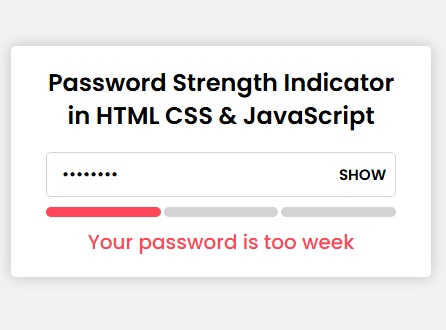 Password Strength Indicator
in HTML CSS & JavaScript
•••••••• SHOW
Your password is too week